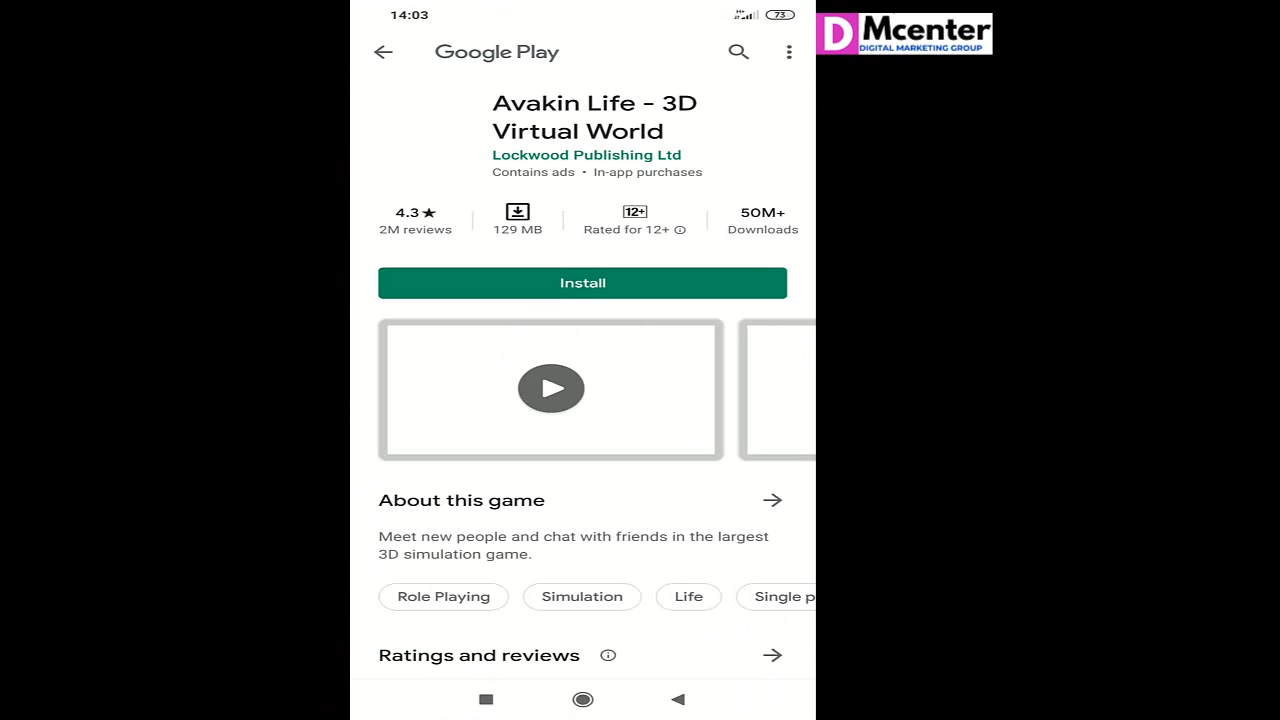 14:03
73
D Mcenter
DIGITAL MARKETING GROUP
Google Play
Avakin Life - 3D
Virtual World
Lockwood Publishing Ltd
Contains ads • In-app purchases
4.3★
2M reviews
129 MB
12+
Rated for 12+
50M+
Downloads
Install
About this game
Meet new people and chat with friends in the largest
3D simulation game.
Role Playing
Simulation
Life
Single p
Ratings and reviews